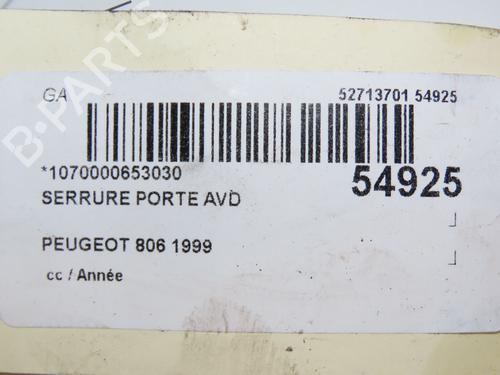 B-PARTS
GA
52713701 54925
*1070000653030
54925
SERRURE PORTE AVD
PEUGEOT 806 1999
cc / Année